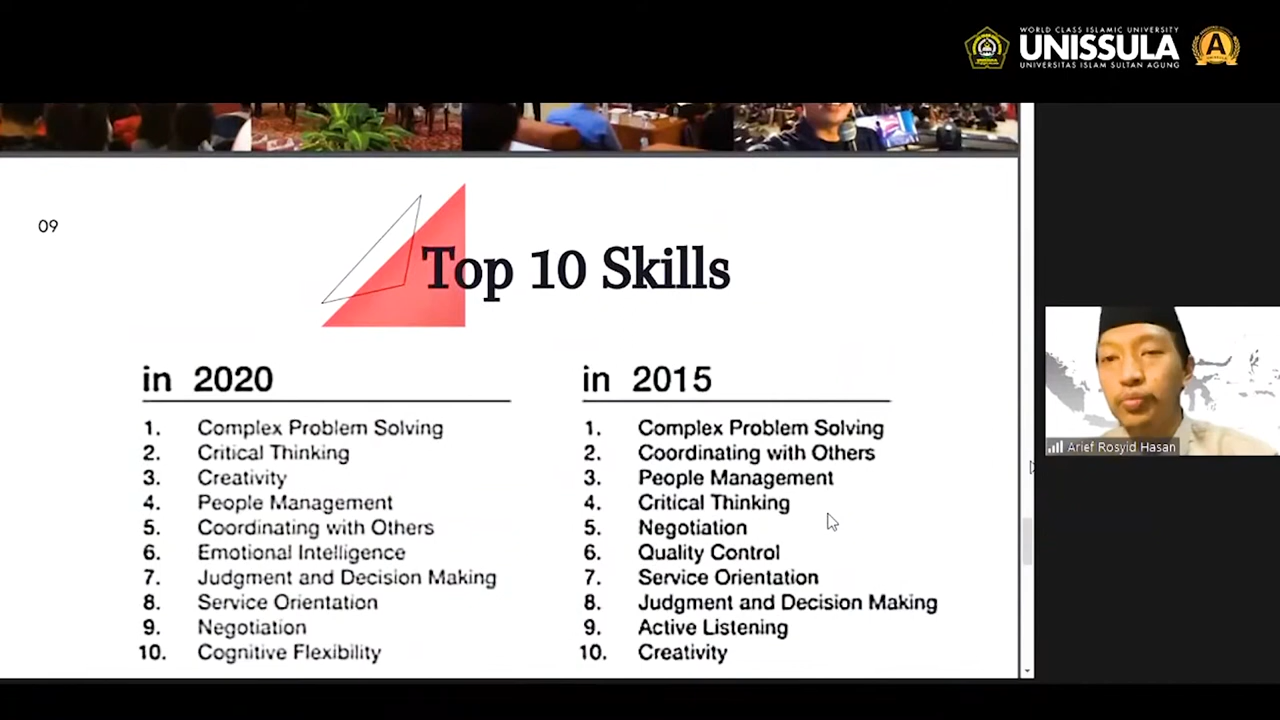 WORLD CLASS ISLAMIC UNIVERSITY
UNISSULA
UNIVERSITAS ISLAM SULTAN AGUNG
A
09
Top 10 Skills
in 2020
1. Complex Problem Solving
2. Critical Thinking
3. Creativity
4. People Management
5. Coordinating with Others
6. Emotional Intelligence
7. Judgment and Decision Making
8. Service Orientation
9. Negotiation
10. Cognitive Flexibility
in 2015
1. Complex Problem Solving
2. Coordinating with Others
3. People Management
4. Critical Thinking
5. Negotiation
6. Quality Control
7. Service Orientation
8. Judgment and Decision Making
9. Active Listening
10. Creativity
Arief Rosyid Hasan